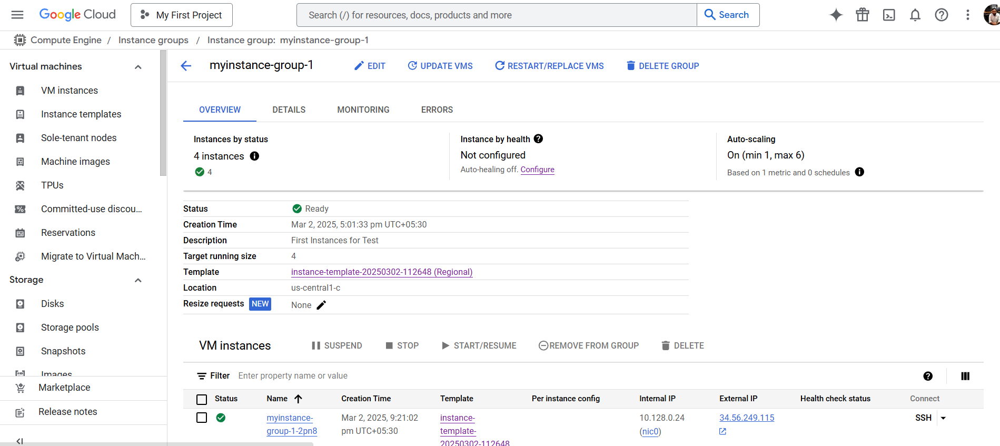 Google Cloud
My First Project
Search (/) for resources, docs, products and more
Search
Compute Engine / Instance groups / Instance group: myinstance-group-1
Virtual machines
VM instances
Instance templates
Sole-tenant nodes
Machine images
TPUs
Committed-use discou...
Reservations
Migrate to Virtual Mach...
Storage
Disks
Storage pools
Snapshots
Images
Marketplace
Release notes
myinstance-group-1
EDIT
UPDATE VMS
RESTART/REPLACE VMS
DELETE GROUP
OVERVIEW
DETAILS
MONITORING
ERRORS
Instances by status
4 instances
4
Instance by health
Not configured
Auto-healing off. Configure
Auto-scaling
On (min 1, max 6)
Based on 1 metric and 0 schedules
Status Ready
Creation Time Mar 2, 2025, 5:01:33 pm UTC+05:30
Description First Instances for Test
Target running size 4
Template instance-template-20250302-112648 (Regional)
Location us-central1-c
Resize requests NEW None
VM instances
SUSPEND
STOP
START/RESUME
REMOVE FROM GROUP
DELETE
Filter Enter property name or value
Status Name Creation Time Template Per instance config Internal IP External IP Health check status Connect
myinstance-
group-1-2pn8
Mar 2, 2025, 9:21:02
pm UTC+05:30
instance-
template-
20250302-112648
10.128.0.24
(nic0)
34.56.249.115
SSH